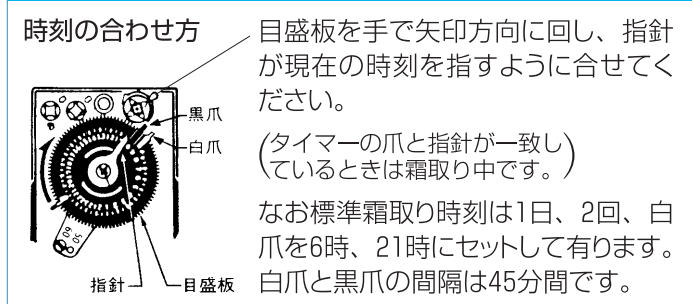 時刻の合わせ方
目盛板を手で矢印方向に回し、指針
が現在の時刻を指すように合せてく
ださい。
(タイマーの爪と指針が一致し
ているときは霜取り中です。)
なお標準霜取り時刻は1日、2回、白
爪を6時、21時にセットして有ります。
白爪と黒爪の間隔は45分間です。
黒爪
白爪
指針
目盛板
60
50